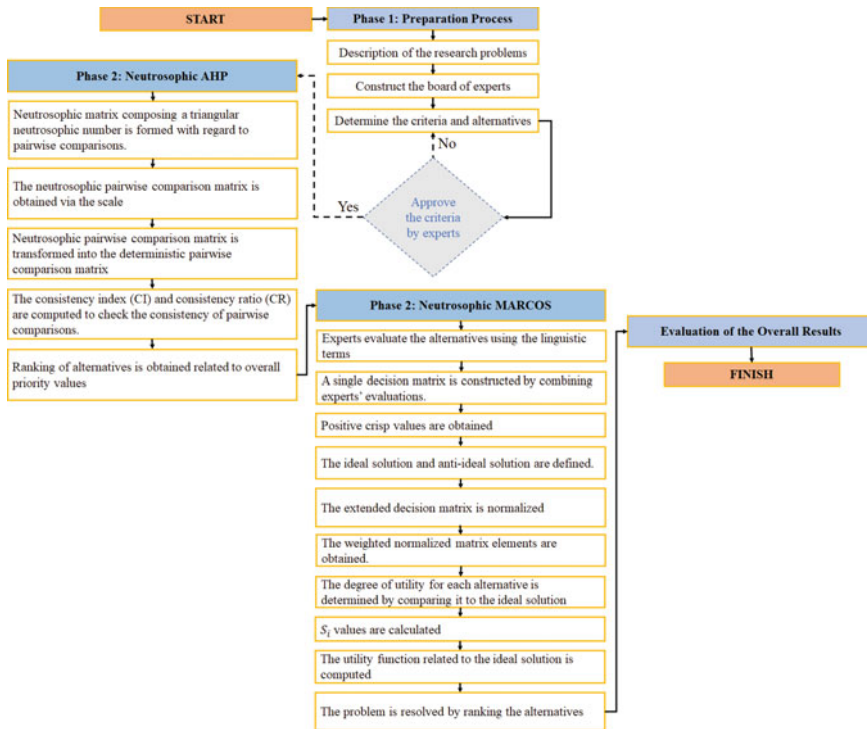 START
Phase 1: Preparation Process
Description of the research problems
Construct the board of experts
Determine the criteria and alternatives
No
Yes
Approve
the criteria
by experts
Phase 2: Neutrosophic AHP
Neutrosophic matrix composing a triangular
neutrosophic number is formed with regard to
pairwise comparisons.
The neutrosophic pairwise comparison matrix is
obtained via the scale
Neutrosophic pairwise comparison matrix is
transformed into the deterministic pairwise
comparison matrix
The consistency index (CI) and consistency ratio (CR)
are computed to check the consistency of pairwise
comparisons.
Ranking of alternatives is obtained related to overall
priority values
Phase 2: Neutrosophic MARCOS
Experts evaluate the alternatives using the linguistic
terms
A single decision matrix is constructed by combining
experts' evaluations.
Positive crisp values are obtained
The ideal solution and anti-ideal solution are defined.
The extended decision matrix is normalized
The weighted normalized matrix elements are
obtained.
The degree of utility for each alternative is
determined by comparing it to the ideal solution
S_i values are calculated
The utility function related to the ideal solution is
computed
The problem is resolved by ranking the alternatives
Evaluation of the Overall Results
FINISH